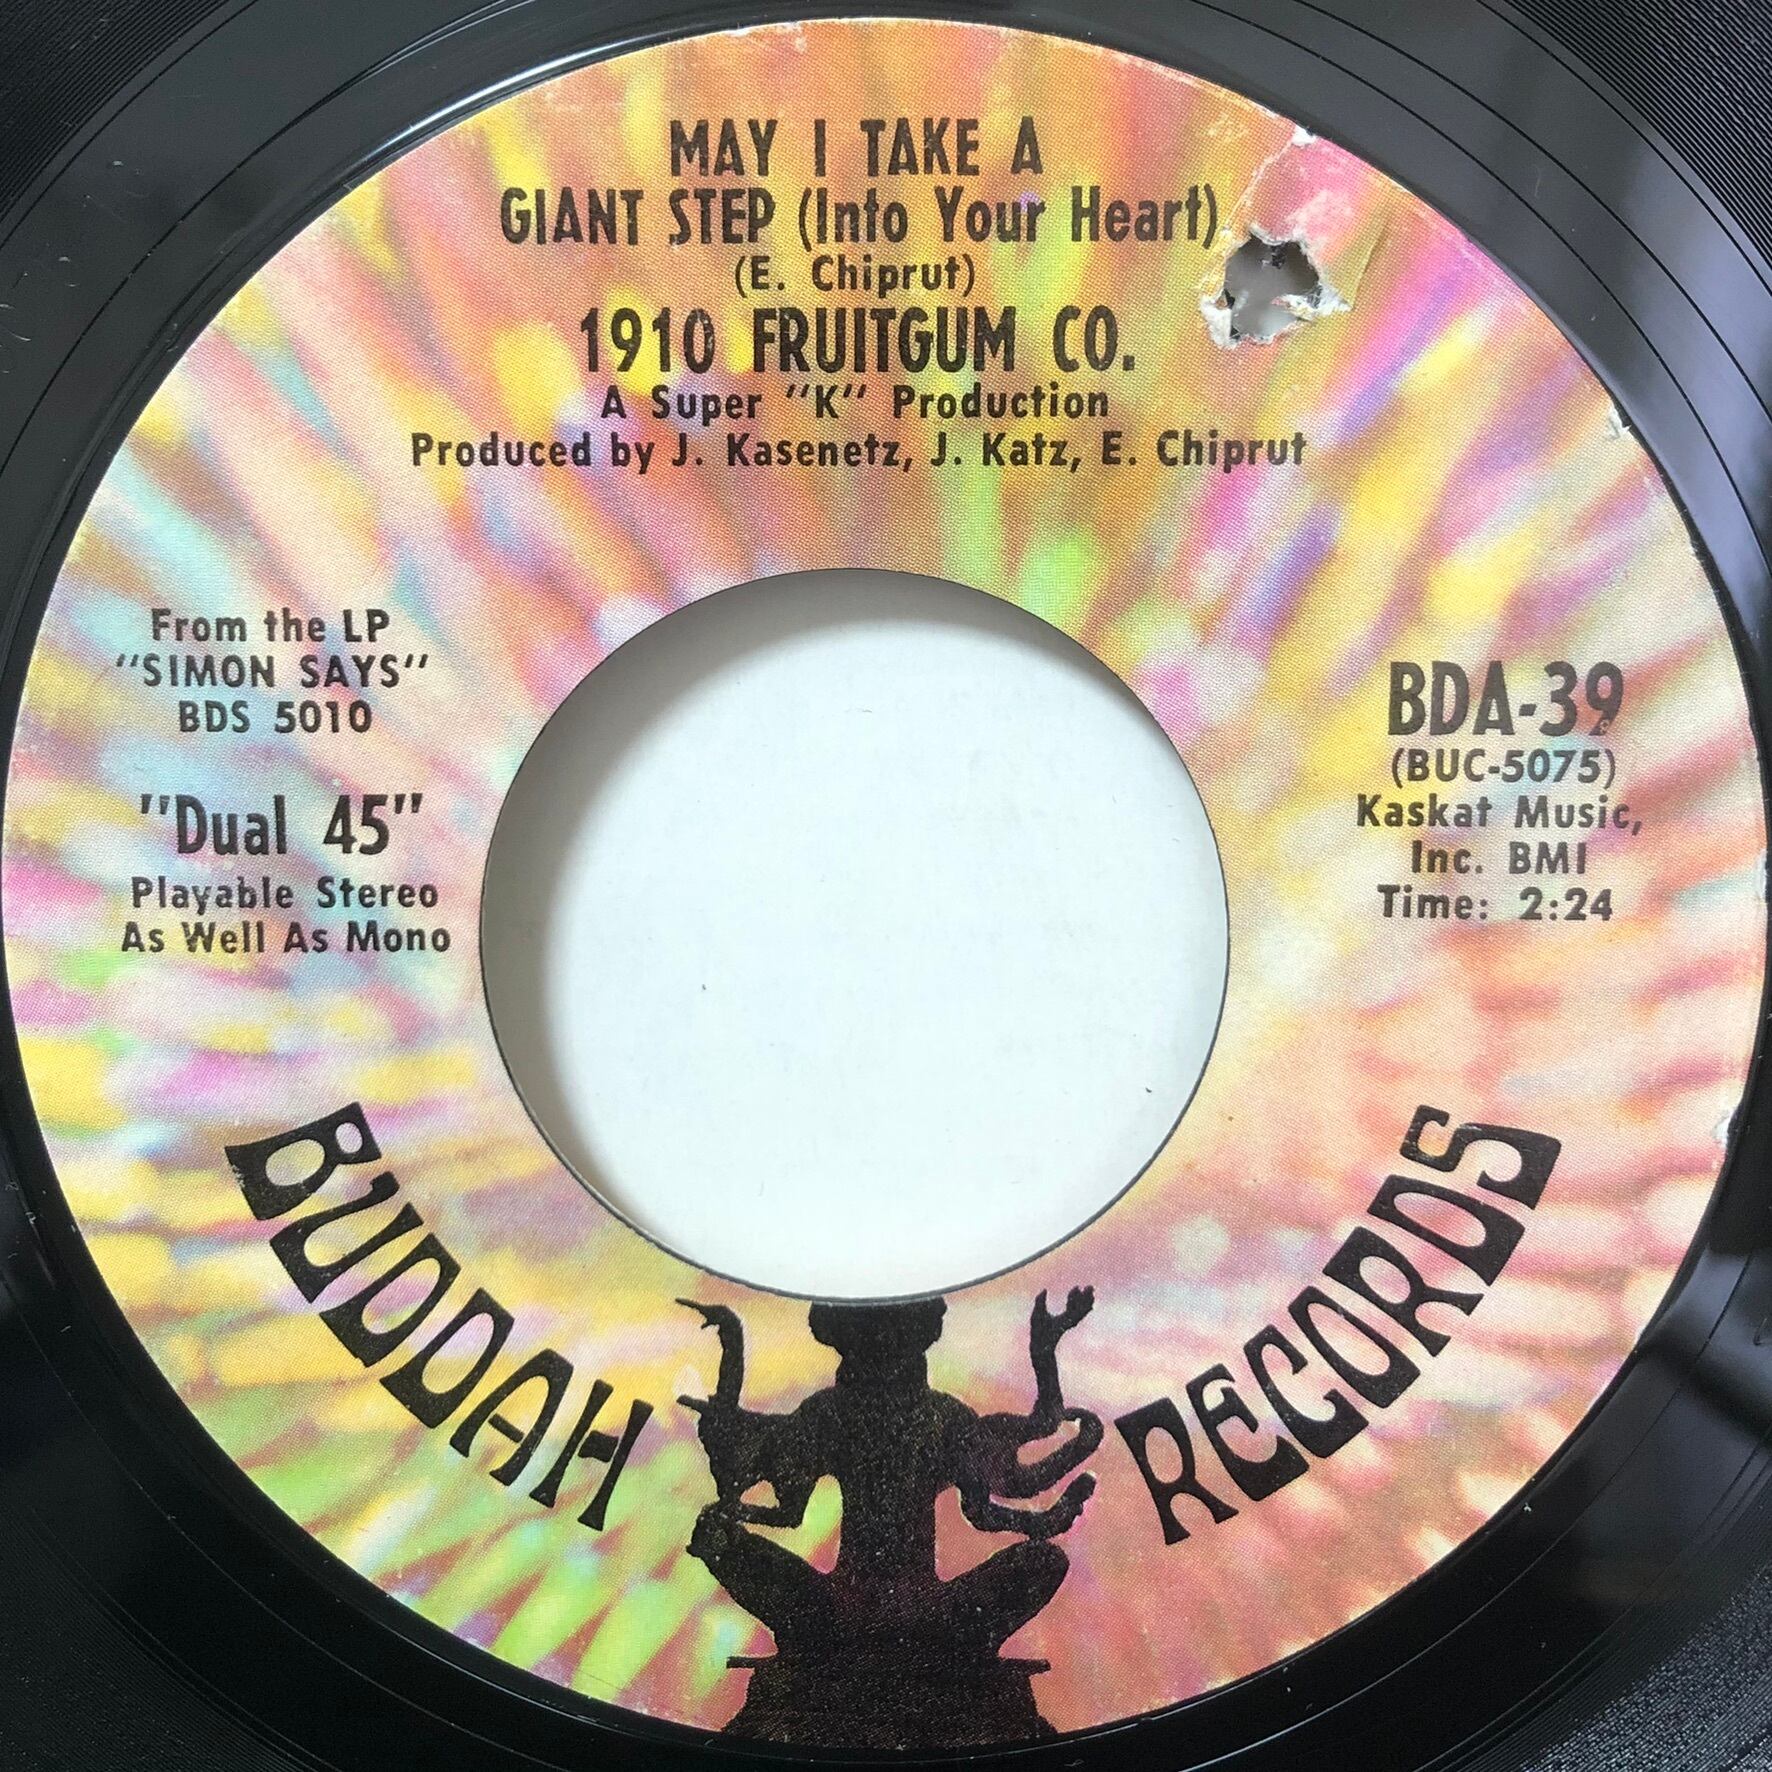 MAY I TAKE A
GIANT STEP (Into Your Heart)
(E. Chiprut)
1910 FRUITGUM CO.
A Super "K" Production
Produced by J. Kasenetz, J. Katz, E. Chiprut
From the LP
"SIMON SAYS"
BDS 5010
"Dual 45"
Playable Stereo
As Well As Mono
BDA-39
(BUC-5075)
Kaskat Music,
Inc. BMI
Time: 2:24
BUDDAH RECORDS